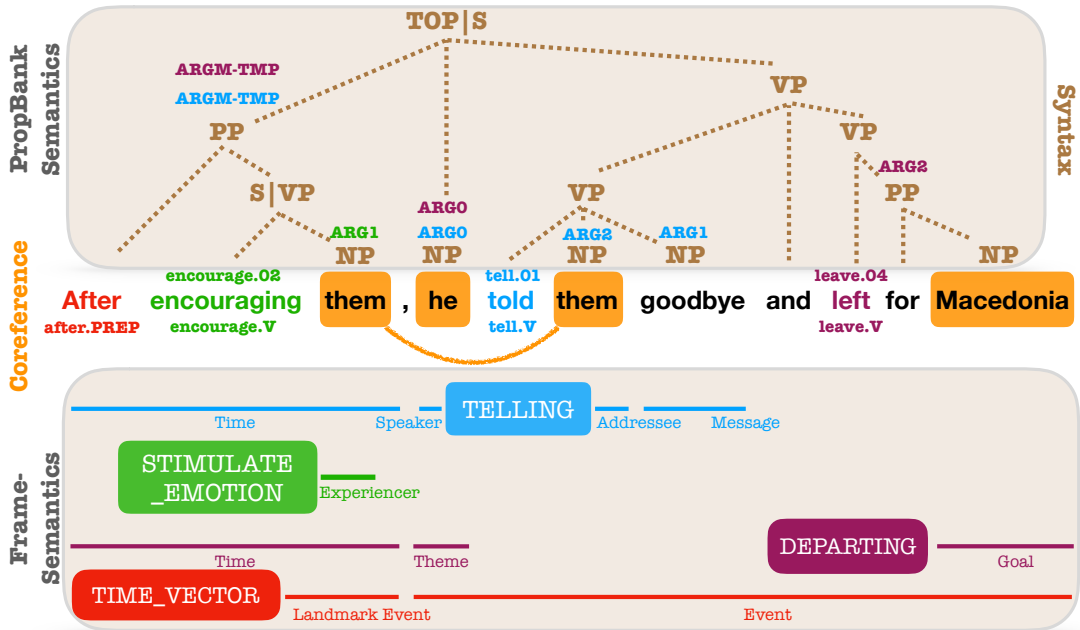 TOP|S
PropBank
Semantics
Syntax
ARGM-TMP
ARGM-TMP
VP
PP
VP
ARG2
S|VP
VP
PP
ARG0
ARG1
ARG0
ARG2
ARG1
NP
NP
NP
NP
NP
Coreference
encourage.02
tell.01
leave.04
After encouraging them , he told them goodbye and left for Macedonia
after.PREP
encourage.V
tell.V
leave.V
Frame-
Semantics
TELLING
Time
Speaker
Addressee
Message
STIMULATE
_EMOTION
Experiencer
DEPARTING
Time
Theme
Goal
TIME_VECTOR
Landmark Event
Event